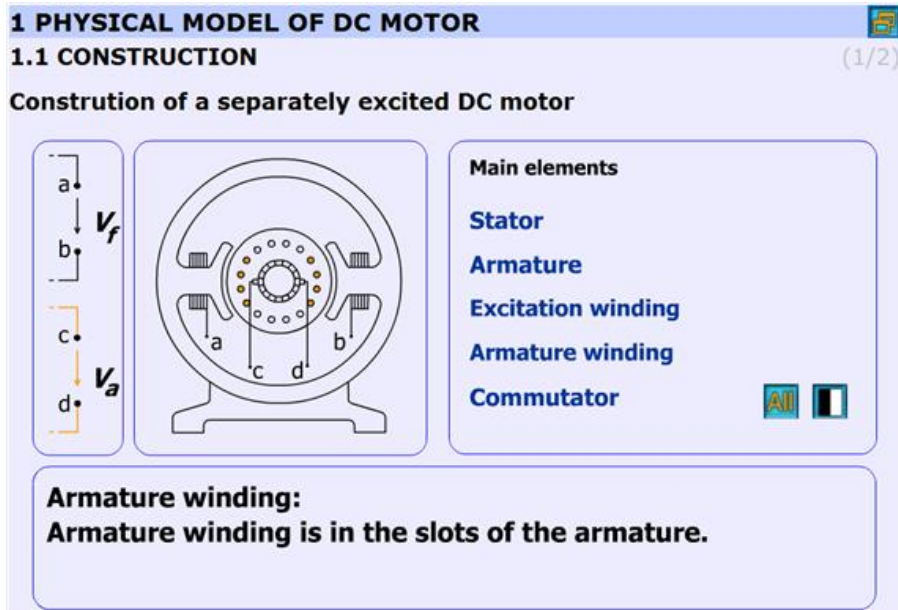 1 PHYSICAL MODEL OF DC MOTOR
1.1 CONSTRUCTION
(1/2)
Constrution of a separately excited DC motor
a
V_f
b
c
V_a
d
a
b
c
d
Main elements
Stator
Armature
Excitation winding
Armature winding
Commutator
All
Armature winding:
Armature winding is in the slots of the armature.